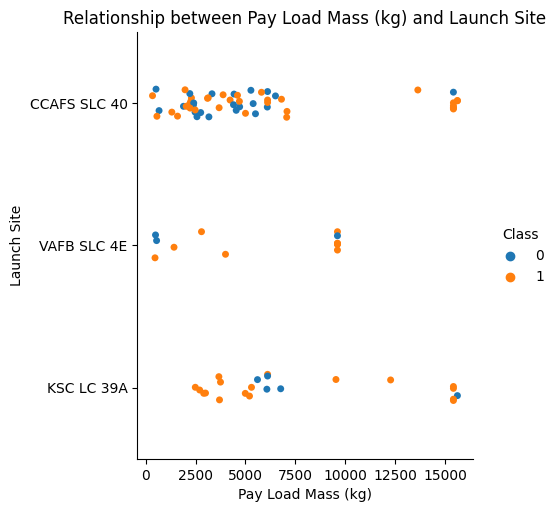 Relationship between Pay Load Mass (kg) and Launch Site
CCAFS SLC 40
VAFB SLC 4E
KSC LC 39A
Launch Site
Class
0
1
0 2500 5000 7500 10000 12500 15000
Pay Load Mass (kg)